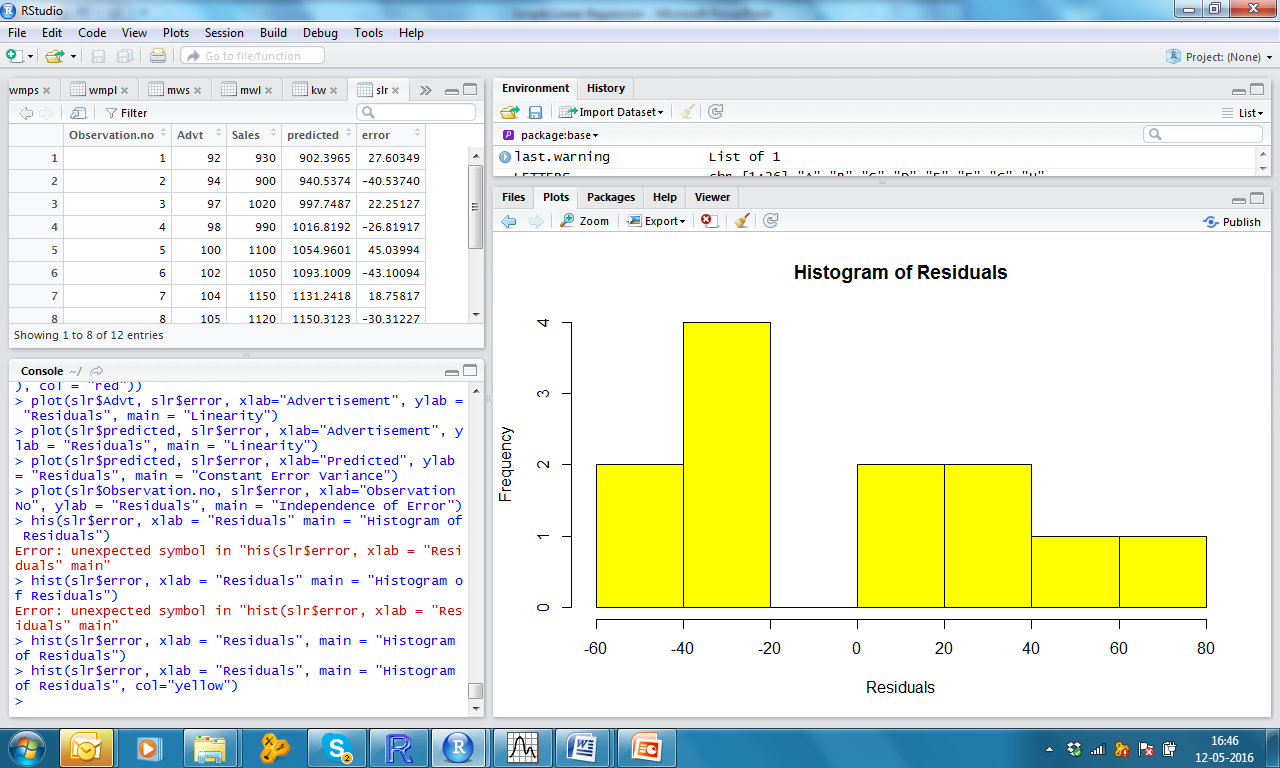 RStudio
File Edit Code View Plots Session Build Debug Tools Help
Go to file/function
Project: (None)
wmps wmpl mws mwl kw slr
Filter
Observation.no Advt Sales predicted error
1 1 92 930 902.3965 27.60349
2 2 94 900 940.5374 -40.53740
3 3 97 1020 997.7487 22.25127
4 4 98 990 1016.8192 -26.81917
5 5 100 1100 1054.9601 45.03994
6 6 102 1050 1093.1009 -43.10094
7 7 104 1150 1131.2418 18.75817
8 8 105 1120 1150.3123 -30.31227
Showing 1 to 8 of 12 entries
Console ~/
), col = "red"))
> plot(slr$Advt, slr$error, xlab="Advertisement", ylab =
"Residuals", main = "Linearity")
> plot(slr$predicted, slr$error, xlab="Advertisement", y
lab = "Residuals", main = "Linearity")
> plot(slr$predicted, slr$error, xlab="Predicted", ylab
= "Residuals", main = "Constant Error Variance")
> plot(slr$Observation.no, slr$error, xlab="Observation
No", ylab = "Residuals", main = "Independence of Error")
> his(slr$error, xlab = "Residuals" main = "Histogram of
Residuals")
Error: unexpected symbol in "his(slr$error, xlab = "Resi
duals" main"
> hist(slr$error, xlab = "Residuals" main = "Histogram o
f Residuals")
Error: unexpected symbol in "hist(slr$error, xlab = "Res
iduals" main"
> hist(slr$error, xlab = "Residuals", main = "Histogram
of Residuals")
> hist(slr$error, xlab = "Residuals", main = "Histogram
of Residuals", col="yellow")
>
Environment History
Import Dataset List
package:base
last.warning List of 1
LETTERS chr [1:26] "A" "B" "C" "D" "E" "F" "G" "H"
Files Plots Packages Help Viewer
Zoom Export Publish
Histogram of Residuals
Frequency
4
3
2
1
0
-60 -40 -20 0 20 40 60 80
Residuals
2
16:46
12-05-2016